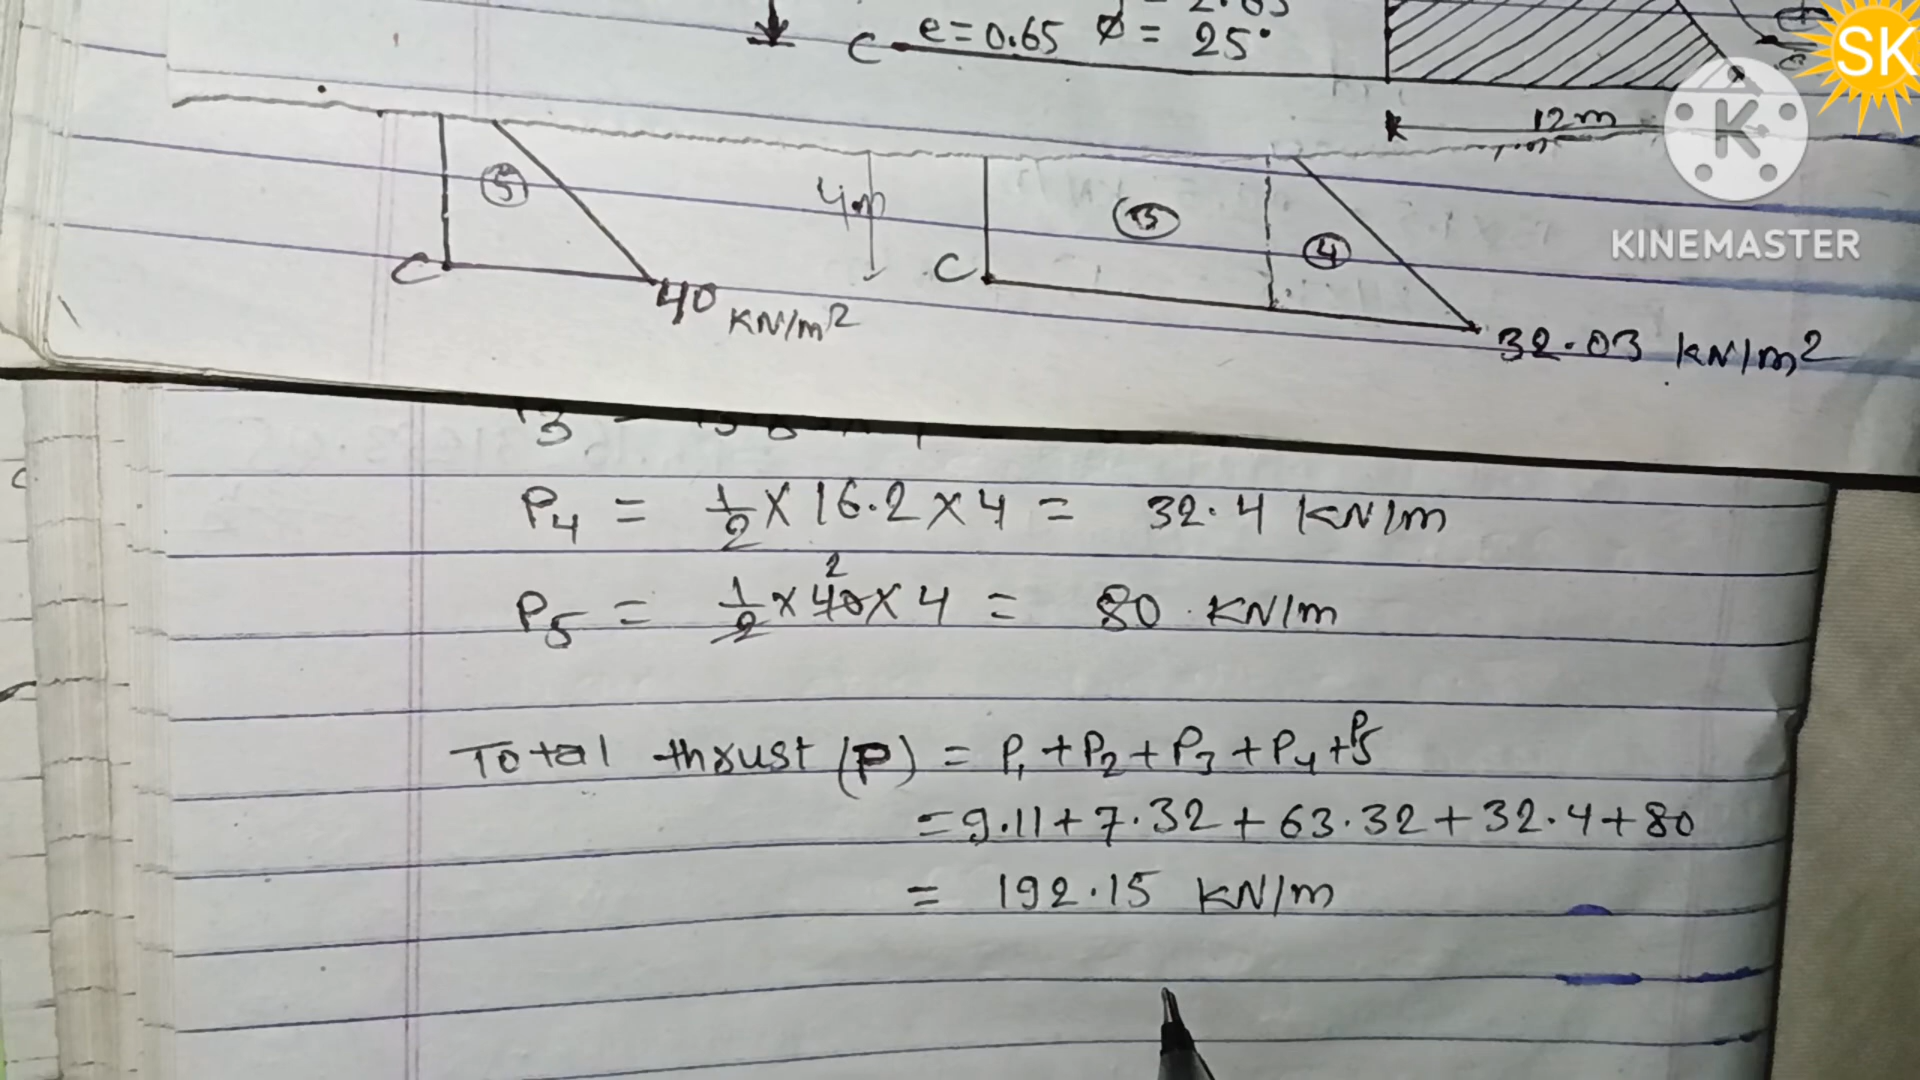 e=0.65 ϕ = 25°
C
SK
12m
K
KINEMASTER
5
4m
3
4
C
C
40 KN/m²
32.03 KN/m²
P4 = 1/2 × 16.2 × 4 = 32.4 KN/m
2
P5 = 1/2 × 40 × 4 = 80 KN/m
Total thrust (P) = P1 + P2 + P3 + P4 + P5
= 9.11 + 7.32 + 63.32 + 32.4 + 80
= 192.15 KN/m